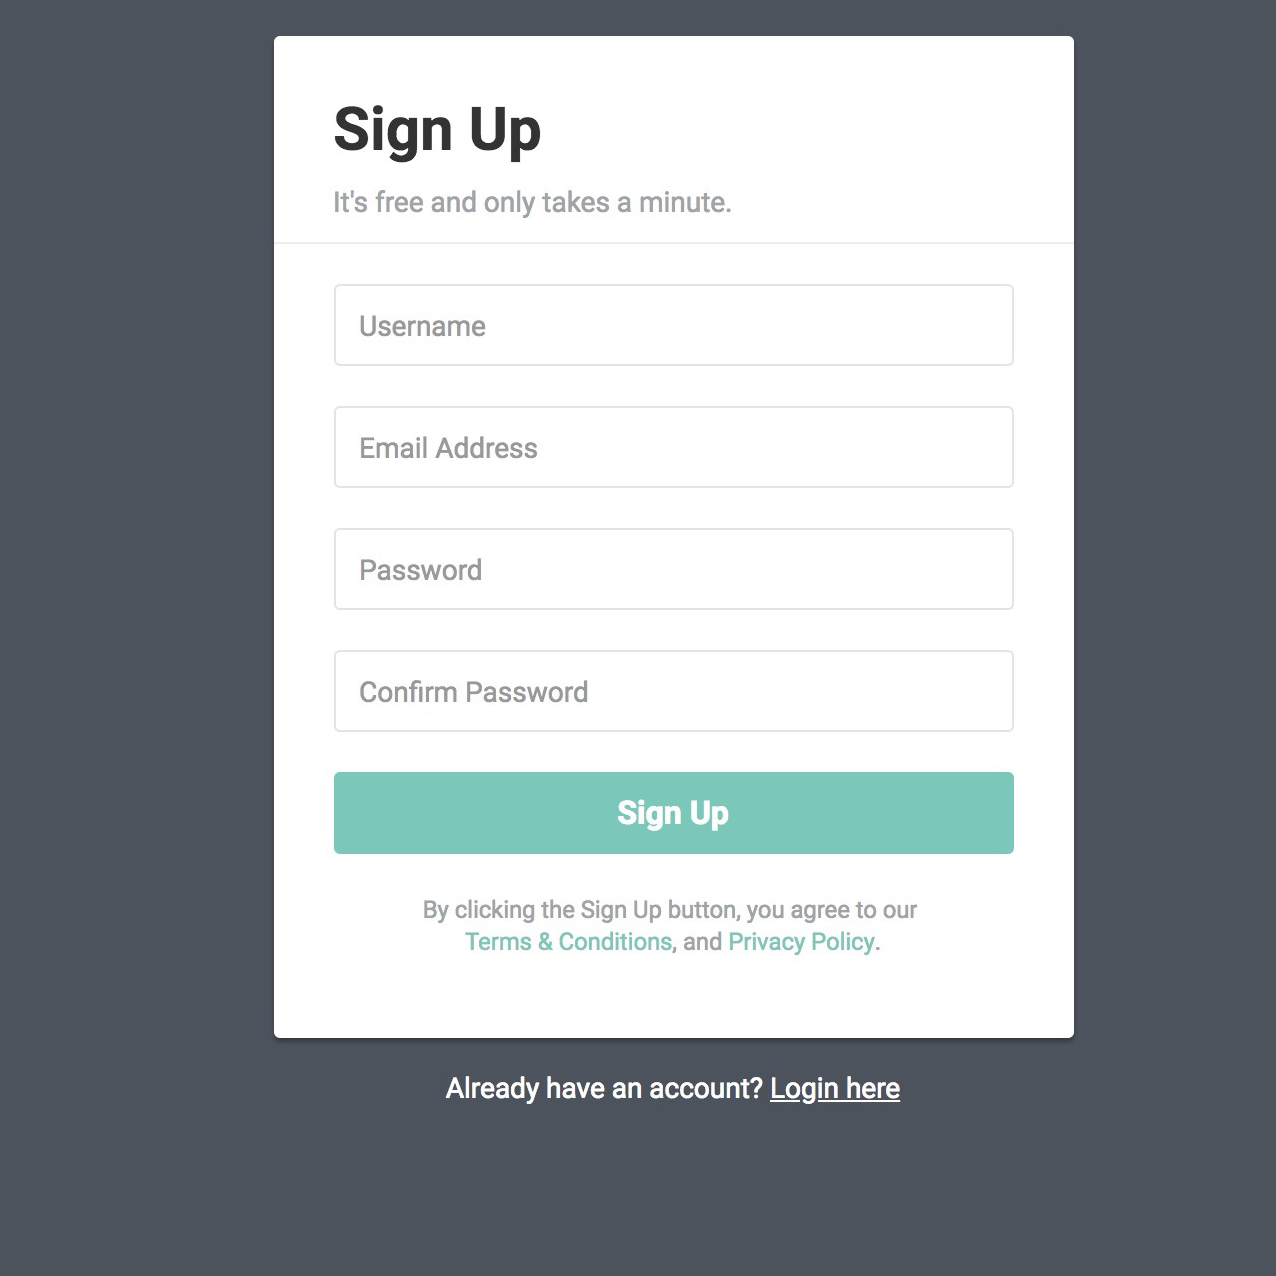 Sign Up
It's free and only takes a minute.
Username
Email Address
Password
Confirm Password
Sign Up
By clicking the Sign Up button, you agree to our
Terms & Conditions, and Privacy Policy.
Already have an account? Login here